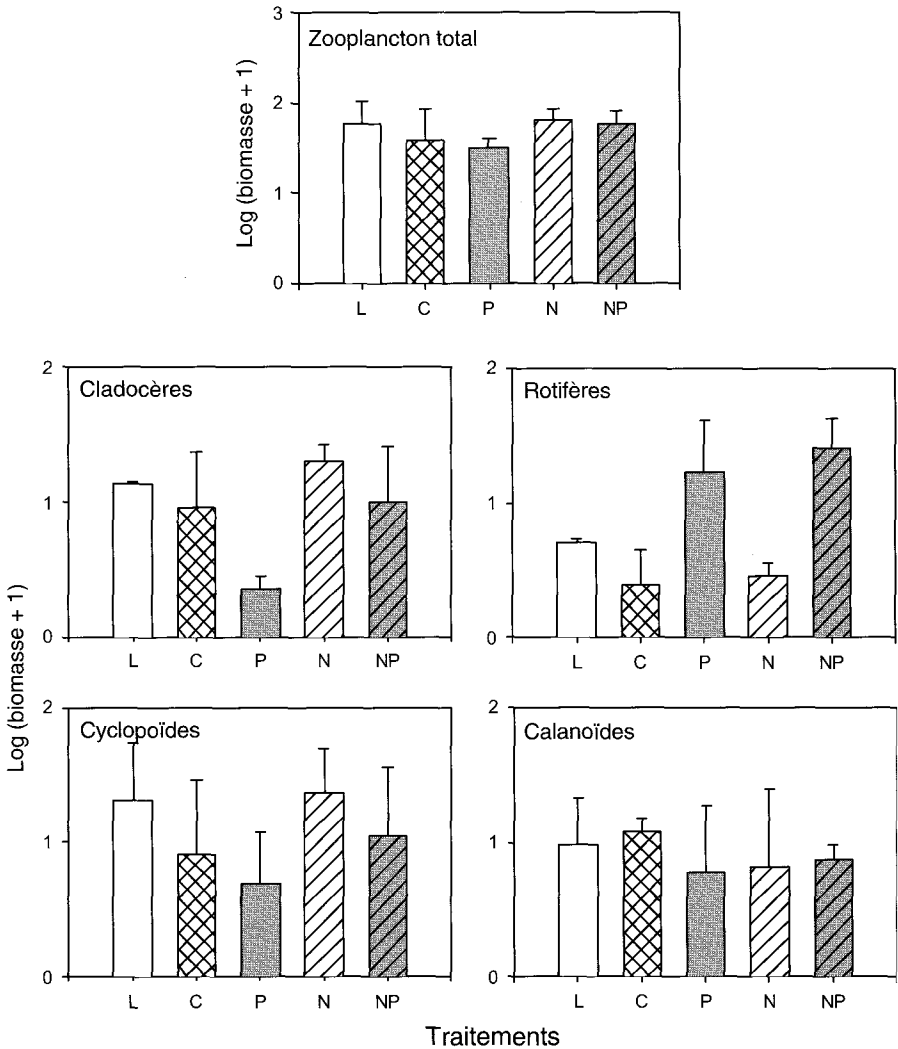 Zooplancton total
Log (biomasse + 1)
3
2
1
0
L C P N NP
Cladocères
2
1
0
L C P N NP
Rotifères
2
1
0
L C P N NP
Log (biomasse + 1)
Cyclopoïdes
2
1
0
L C P N NP
Calanoïdes
2
1
0
L C P N NP
Traitements